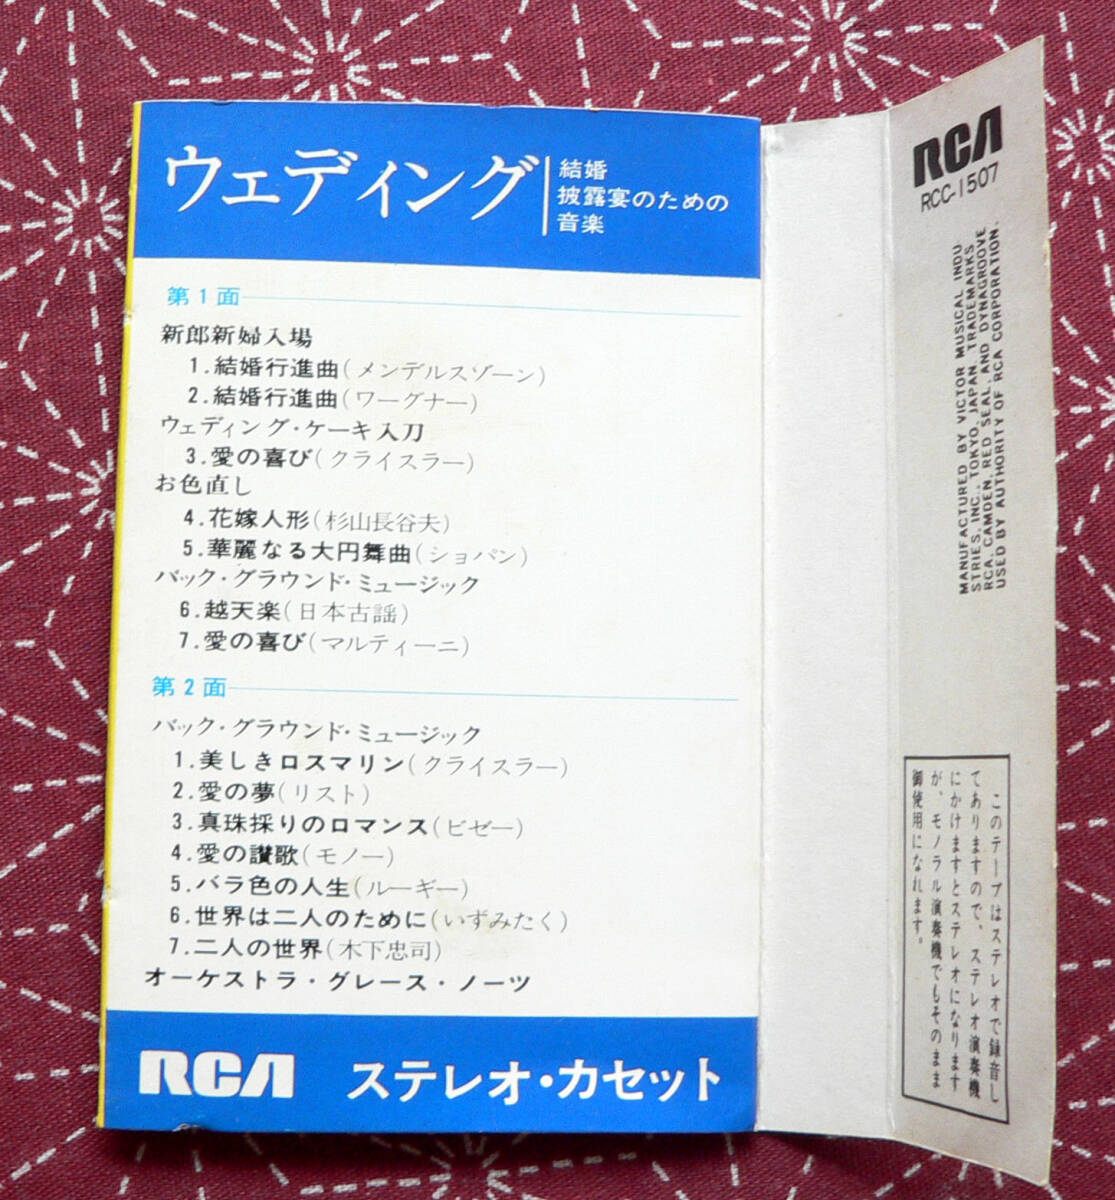 ウェディング
結婚
披露宴のための
音楽
第1面
新郎新婦入場
1.結婚行進曲(メンデルスゾーン)
2.結婚行進曲(ワーグナー)
ウェディング・ケーキ入刀
3.愛の喜び(クライスラー)
お色直し
4.花嫁人形(杉山長谷夫)
5.華麗なる大円舞曲(ショパン)
バック・グラウンド・ミュージック
6.越天楽(日本古謡)
7.愛の喜び(マルティーニ)
第2面
バック・グラウンド・ミュージック
1.美しきロスマリン(クライスラー)
2.愛の夢(リスト)
3.真珠採りのロマンス(ビゼー)
4.愛の讃歌(モノー)
5.バラ色の人生(ルーギー)
6.世界は二人のために(いずみたく)
7.二人の世界(木下忠司)
オーケストラ・グレース・ノーツ
RCA ステレオ・カセット
RCA
RCC-1507
MANUFACTURED BY VICTOR MUSICAL INDU
STRIES, INC., TOKYO, JAPAN. TRADEMARKS
RCA, CAMDEN, RED SEAL, AND DYNAGROOVE
USED BY AUTHORITY OF RCA CORPORATION.
このテープはステレオで録音し
てありますので、ステレオ演奏機
にかけますとステレオになります
が、モノラル演奏機でもそのまま
御使用になれます。